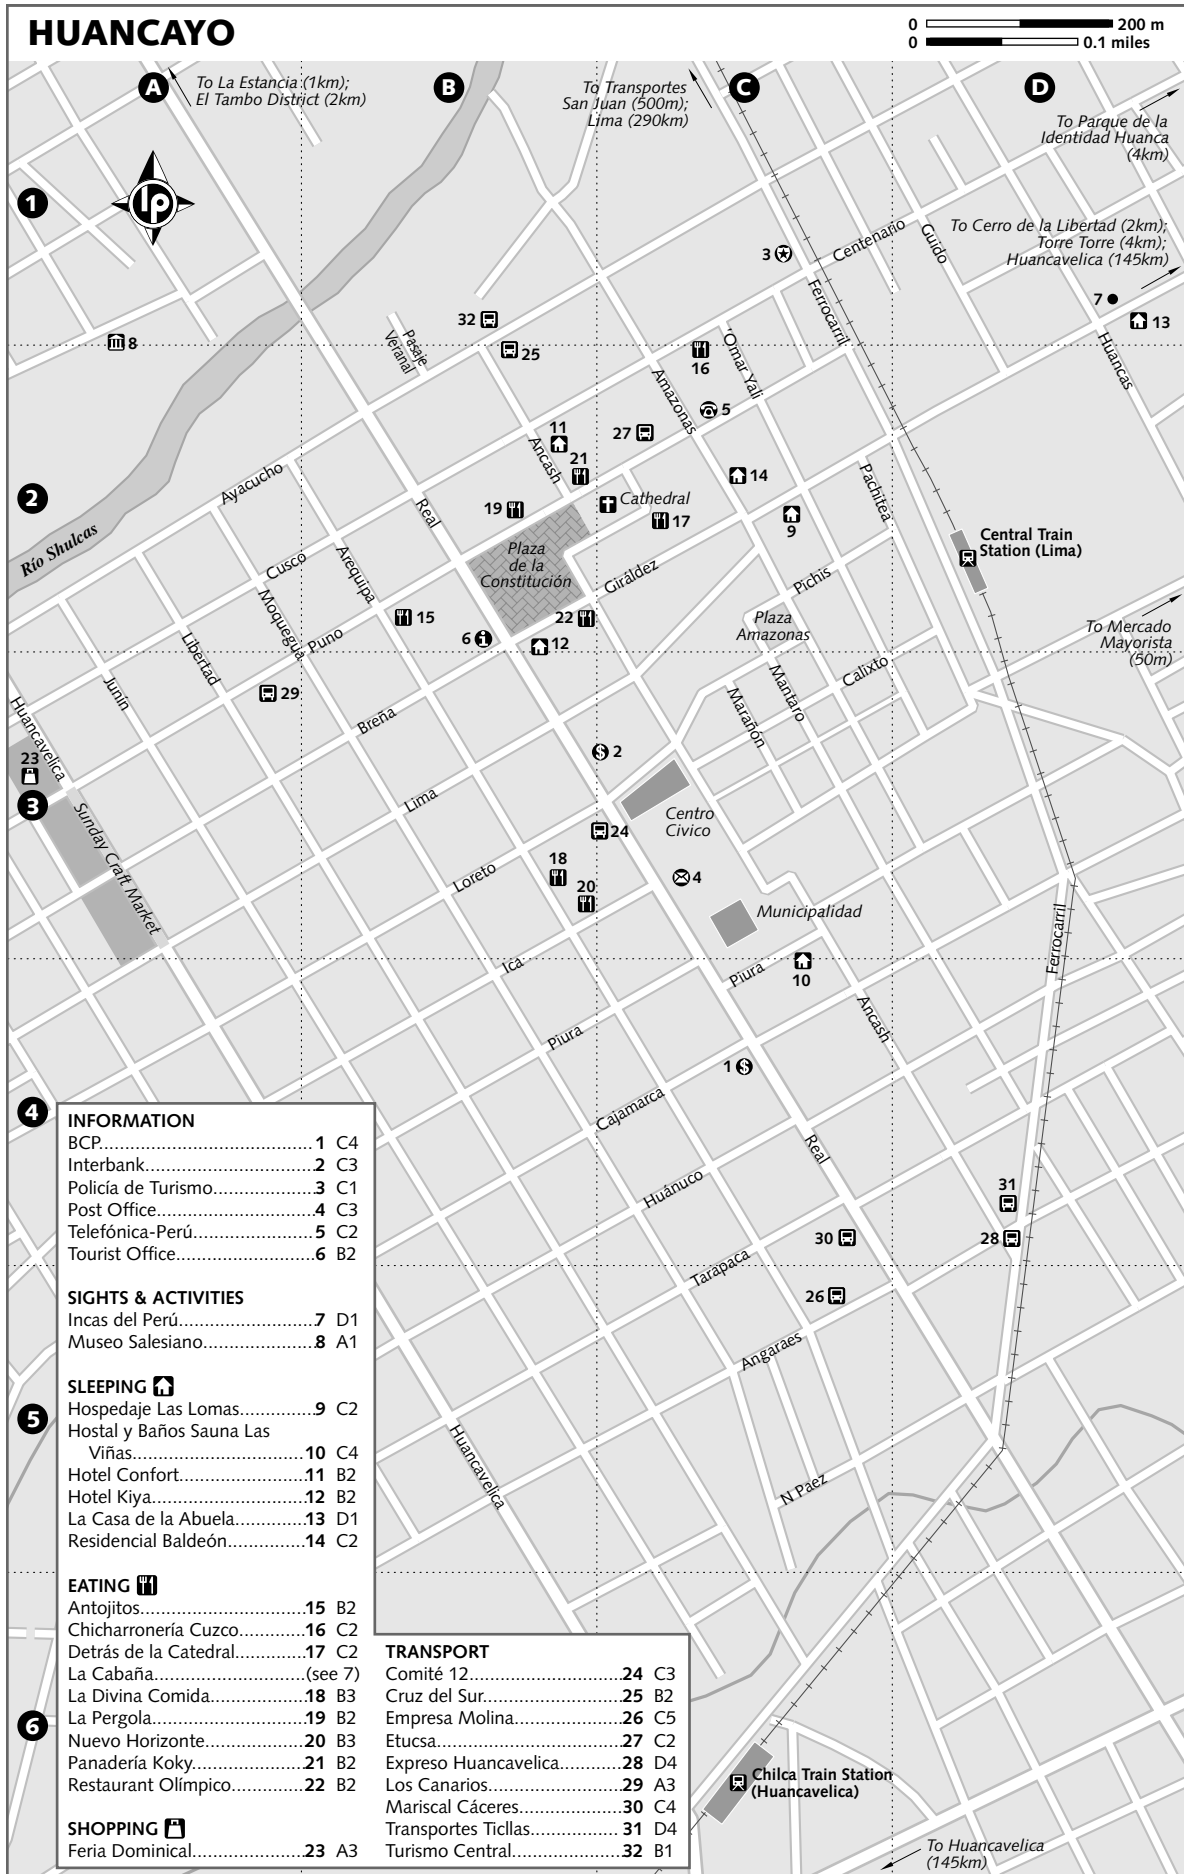 HUANCAYO
0 200 m
0 0.1 miles
A
B
C
D
To La Estancia (1km);
El Tambo District (2km)
To Transportes
San Juan (500m);
Lima (290km)
To Parque de la
Identidad Huanca
(4km)
1
lp
To Cerro de la Libertad (2km);
Torre Torre (4km);
Huancavelica (145km)
Centenario
Guido
3
Ferrocarril
7
13
32
25
Pasaje
Veranal
8
16
'Omar Yali
Huancas
Amazonas
5
11
27
21
Ancash
14
Pachitea
2
Ayacucho
Real
19
Cathedral
17
9
Río Shulcas
Cusco
Arequipa
Plaza
de la
Constitución
Central Train
Station (Lima)
Giráldez
Pichis
Moquegua
15
22
Puno
6
12
Plaza
Amazonas
To Mercado
Mayorista
(50m)
Libertad
Junín
29
Calixto
Mantaro
Marañón
Huancavelica
Breña
23
2
3
Lima
Centro
Civico
Sunday Craft Market
24
18
20
Loreto
4
Municipalidad
Ferrocarril
Ica
Piura
10
Ancash
Piura
1
Cajamarca
4
Real
Huánuco
31
30
28
Tarapaca
26
Angaraes
5
Huancavelica
N Paez
6
INFORMATION
BCP 1 C4
Interbank 2 C3
Policía de Turismo 3 C1
Post Office 4 C3
Telefónica-Perú 5 C2
Tourist Office 6 B2
SIGHTS & ACTIVITIES
Incas del Perú 7 D1
Museo Salesiano 8 A1
SLEEPING
Hospedaje Las Lomas 9 C2
Hostal y Baños Sauna Las
Viñas 10 C4
Hotel Confort 11 B2
Hotel Kiya 12 B2
La Casa de la Abuela 13 D1
Residencial Baldeón 14 C2
EATING
Antojitos 15 B2
Chicharronería Cuzco 16 C2
Detrás de la Catedral 17 C2
La Cabaña (see 7)
La Divina Comida 18 B3
La Pergola 19 B2
Nuevo Horizonte 20 B3
Panadería Koky 21 B2
Restaurant Olímpico 22 B2
SHOPPING
Feria Dominical 23 A3
TRANSPORT
Comité 12 24 C3
Cruz del Sur 25 B2
Empresa Molina 26 C5
Etucsa 27 C2
Expreso Huancavelica 28 D4
Los Canarios 29 A3
Mariscal Cáceres 30 C4
Transportes Ticllas 31 D4
Turismo Central 32 B1
Chilca Train Station
(Huancavelica)
To Huancavelica
(145km)